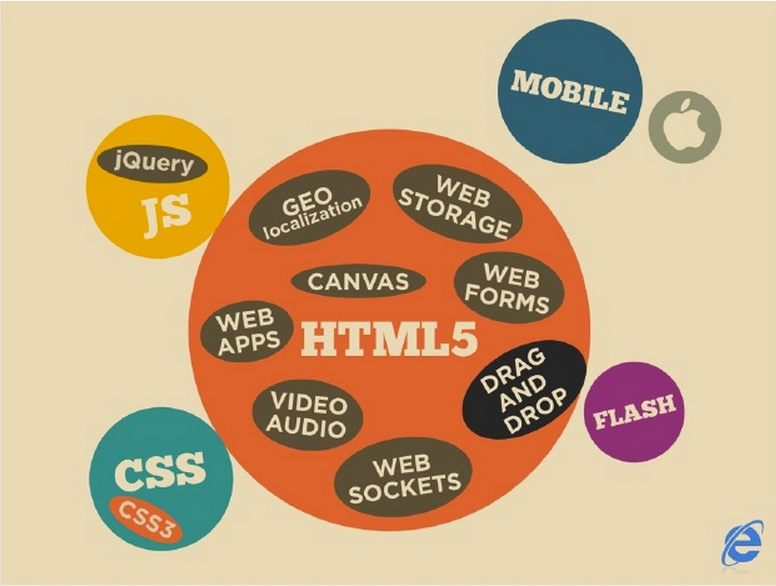 MOBILE
jQuery
JS
GEO
localization
WEB
STORAGE
CANVAS
WEB
FORMS
WEB
APPS
HTML5
DRAG
AND
DROP
VIDEO
AUDIO
FLASH
WEB
SOCKETS
CSS
CSS3